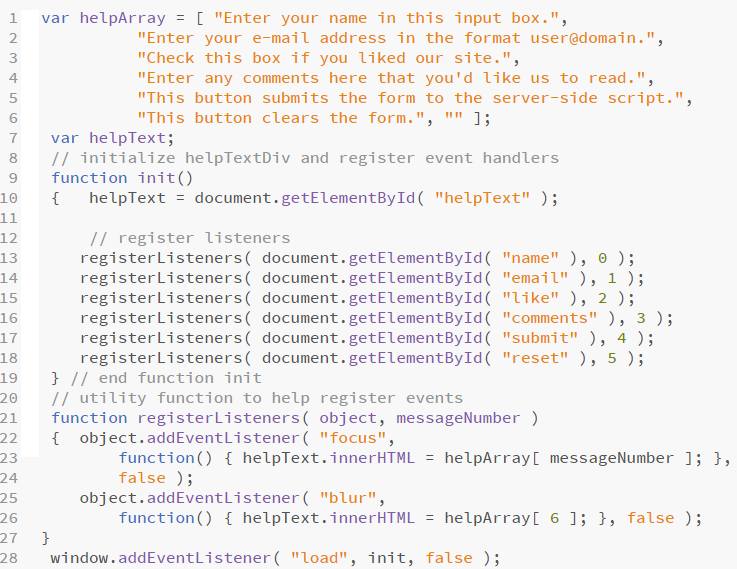 1 var helpArray = [ "Enter your name in this input box.",
2 "Enter your e-mail address in the format user@domain.",
3 "Check this box if you liked our site.",
4 "Enter any comments here that you'd like us to read.",
5 "This button submits the form to the server-side script.",
6 "This button clears the form.", "" ];
7 var helpText;
8 // initialize helpTextDiv and register event handlers
9 function init()
10 { helpText = document.getElementById( "helpText" );
11
12 // register listeners
13 registerListeners( document.getElementById( "name" ), 0 );
14 registerListeners( document.getElementById( "email" ), 1 );
15 registerListeners( document.getElementById( "like" ), 2 );
16 registerListeners( document.getElementById( "comments" ), 3 );
17 registerListeners( document.getElementById( "submit" ), 4 );
18 registerListeners( document.getElementById( "reset" ), 5 );
19 } // end function init
20 // utility function to help register events
21 function registerListeners( object, messageNumber )
22 { object.addEventListener( "focus",
23 function() { helpText.innerHTML = helpArray[ messageNumber ]; },
24 false );
25 object.addEventListener( "blur",
26 function() { helpText.innerHTML = helpArray[ 6 ]; }, false );
27 }
28 window.addEventListener( "load", init, false );